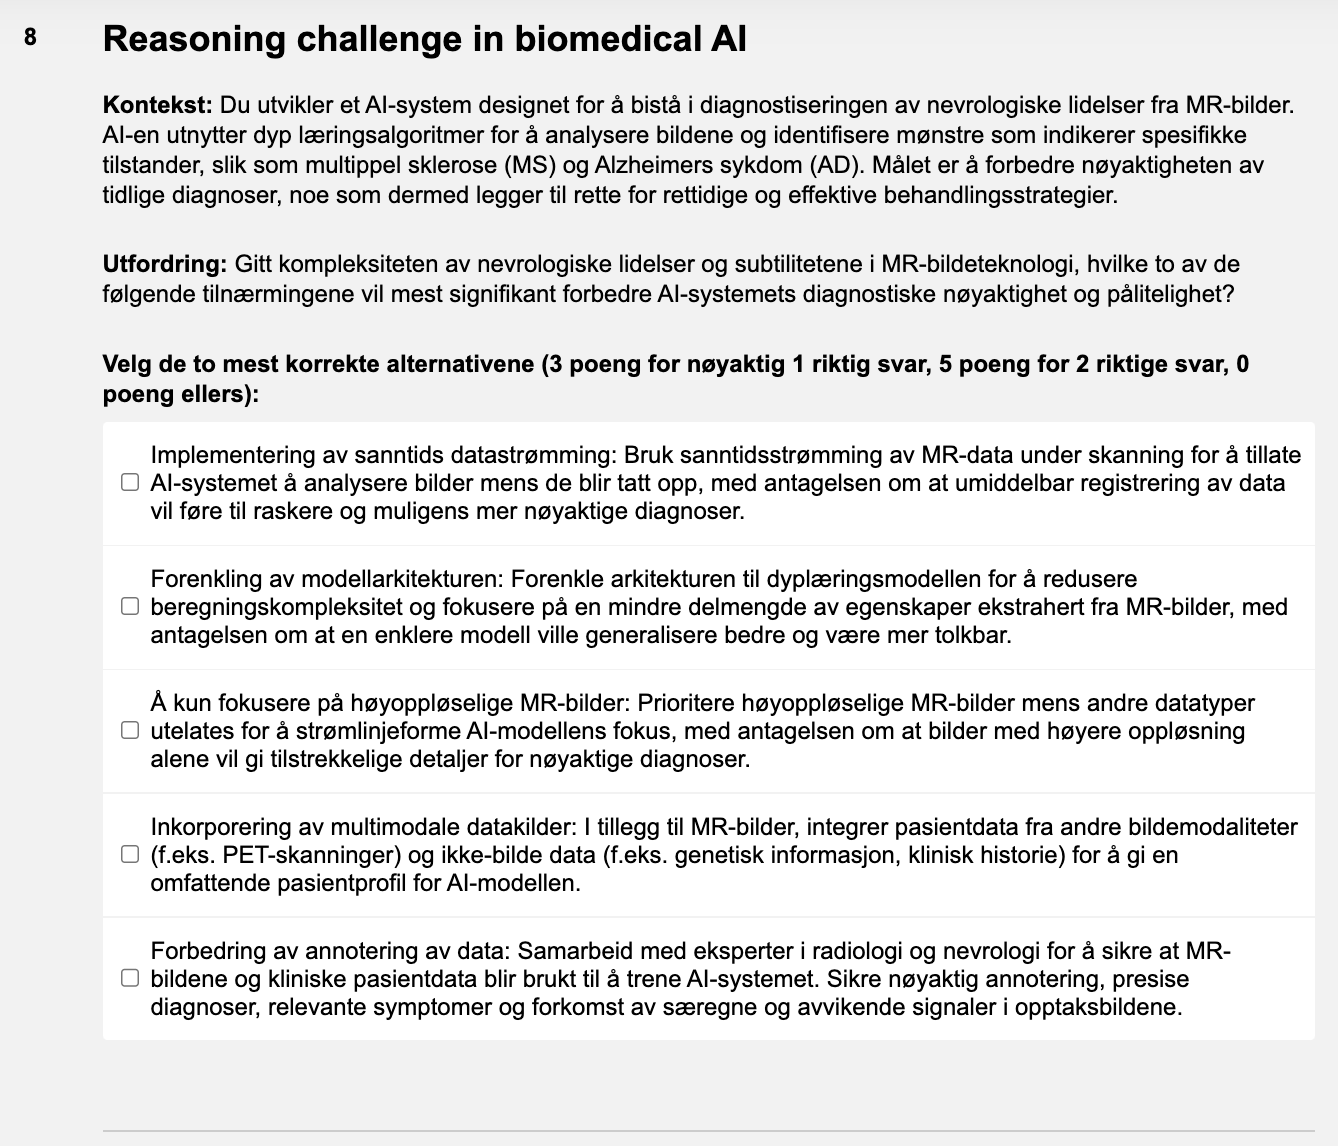 8
Reasoning challenge in biomedical AI
Kontekst: Du utvikler et AI-system designet for å bistå i diagnostiseringen av nevrologiske lidelser fra MR-bilder.
AI-en utnytter dyp læringsalgoritmer for å analysere bildene og identifisere mønstre som indikerer spesifikke
tilstander, slik som multippel sklerose (MS) og Alzheimers sykdom (AD). Målet er å forbedre nøyaktigheten av
tidlige diagnoser, noe som dermed legger til rette for rettidige og effektive behandlingsstrategier.
Utfordring: Gitt kompleksiteten av nevrologiske lidelser og subtilitetene i MR-bildeteknologi, hvilke to av de
følgende tilnærmingene vil mest signifikant forbedre AI-systemets diagnostiske nøyaktighet og pålitelighet?
Velg de to mest korrekte alternativene (3 poeng for nøyaktig 1 riktig svar, 5 poeng for 2 riktige svar, 0
poeng ellers):
Implementering av sanntids datastrømming: Bruk sanntidsstrømming av MR-data under skanning for å tillate
AI-systemet å analysere bilder mens de blir tatt opp, med antagelsen om at umiddelbar registrering av data
vil føre til raskere og muligens mer nøyaktige diagnoser.
Forenkling av modellarkitekturen: Forenkle arkitekturen til dyplæringsmodellen for å redusere
beregningskompleksitet og fokusere på en mindre delmengde av egenskaper ekstrahert fra MR-bilder, med
antagelsen om at en enklere modell ville generalisere bedre og være mer tolkbar.
Å kun fokusere på høyoppløselige MR-bilder: Prioritere høyoppløselige MR-bilder mens andre datatyper
utelates for å strømlinjeforme AI-modellens fokus, med antagelsen om at bilder med høyere oppløsning
alene vil gi tilstrekkelige detaljer for nøyaktige diagnoser.
Inkorporering av multimodale datakilder: I tillegg til MR-bilder, integrer pasientdata fra andre bildemodaliteter
(f.eks. PET-skanninger) og ikke-bilde data (f.eks. genetisk informasjon, klinisk historie) for å gi en
omfattende pasientprofil for AI-modellen.
Forbedring av annotering av data: Samarbeid med eksperter i radiologi og nevrologi for å sikre at MR-
bildene og kliniske pasientdata blir brukt til å trene AI-systemet. Sikre nøyaktig annotering, presise
diagnoser, relevante symptomer og forkomst av særegne og avvikende signaler i opptaksbildene.